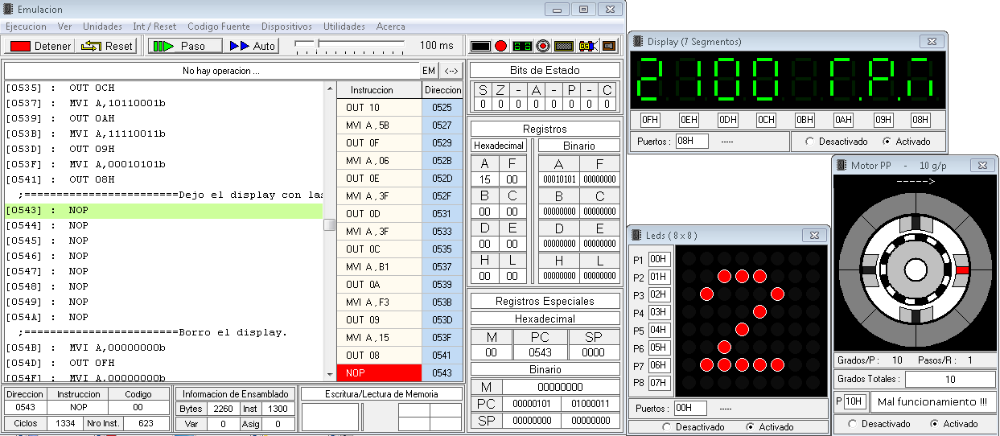 Emulacion
Ejecucion Ver Unidades Int / Reset Codigo Fuente Dispositivos Utilidades Acerca
Detener Reset Paso Auto 100 ms
No hay operacion ... EM <-->
[0535] : OUT 0CH
[0537] : MVI A,10110001b
[0539] : OUT 0AH
[053B] : MVI A,11110011b
[053D] : OUT 09H
[053F] : MVI A,00010101b
[0541] : OUT 08H
;========================Dejo el display con las
[0543] : NOP
[0544] : NOP
[0545] : NOP
[0546] : NOP
[0547] : NOP
[0548] : NOP
[0549] : NOP
[054A] : NOP
;========================Borro el display.
[054B] : MVI A,00000000b
[054D] : OUT 0FH
[054F] : MVI A,00000000b
Instruccion Direccion
OUT 10 0525
MVI A,5B 0527
OUT 0F 0529
MVI A,06 052B
OUT 0E 052D
MVI A,3F 052F
OUT 0D 0531
MVI A,3F 0533
OUT 0C 0535
MVI A,B1 0537
OUT 0A 0539
MVI A,F3 053B
OUT 09 053D
MVI A,15 053F
OUT 08 0541
NOP 0543
Bits de Estado
S Z - A - P - C
0 0 0 0 0 0 0 0
Registros
Hexadecimal Binario
A F A F
15 00 00010101 00000000
B C B C
00 00 00000000 00000000
D E D E
00 00 00000000 00000000
H L H L
00 00 00000000 00000000
Registros Especiales
Hexadecimal
M PC SP
00 0543 0000
Binario
M 00000000
PC 00000101 01000011
SP 00000000 00000000
Direccion Instruccion Codigo
0543 NOP 00
Ciclos 1334 Nro Inst. 623
Informacion de Ensamblado
Bytes 2260 Inst 1300
Var 0 Asig 0
Escritura/Lectura de Memoria
Display (7 Segmentos)
2100 r.P.n
0FH 0EH 0DH 0CH 0BH 0AH 09H 08H
Puertos : 08H ----- Desactivado Activado
Leds ( 8 x 8 )
P1 00H
P2 01H
P3 02H
P4 03H
P5 04H
P6 05H
P7 06H
P8 07H
2
Puertos : 00H -----
Desactivado Activado
Motor PP - 10 g/p
----->
Grados/P : 10 Pasos/R : 1
Grados Totales : 10
P 10H Mal funcionamiento !!!
Desactivado Activado